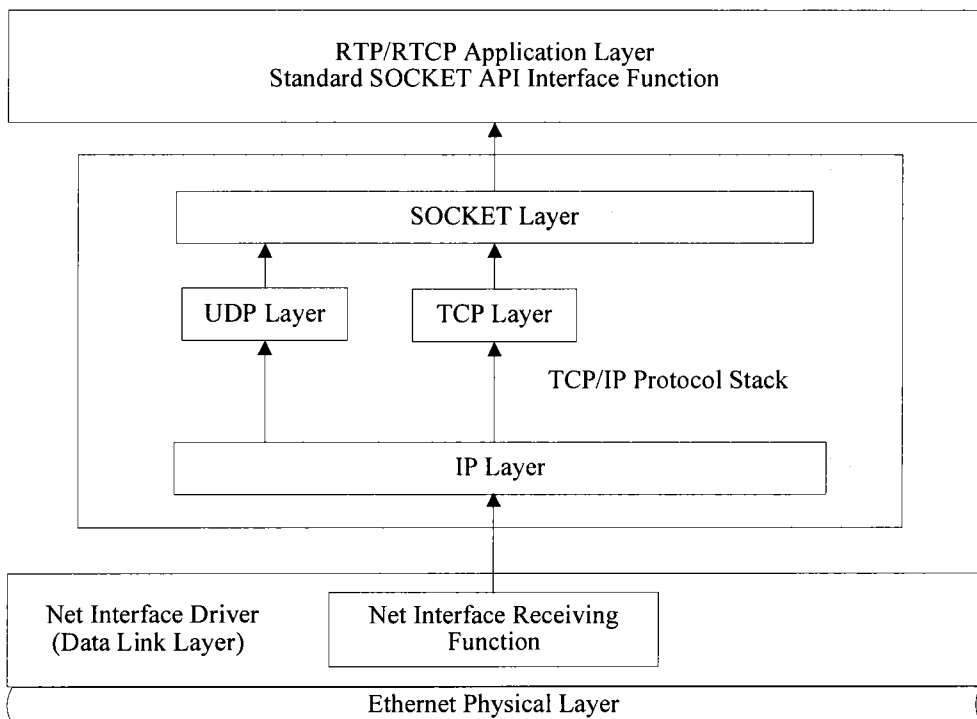 RTP/RTCP Application Layer
Standard SOCKET API Interface Function
SOCKET Layer
UDP Layer
TCP Layer
TCP/IP Protocol Stack
IP Layer
Net Interface Driver
(Data Link Layer)
Net Interface Receiving
Function
Ethernet Physical Layer